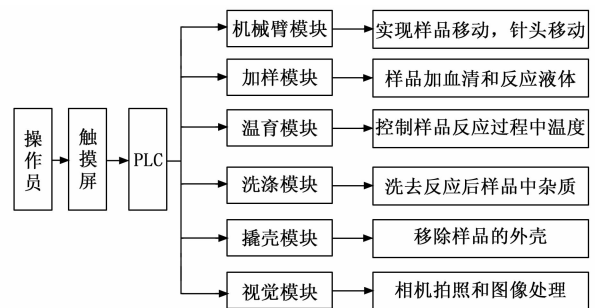 操作员
触摸屏
PLC
机械臂模块
实现样品移动，针头移动
加样模块
样品加血清和反应液体
温育模块
控制样品反应过程中温度
洗涤模块
洗去反应后样品中杂质
撬壳模块
移除样品的外壳
视觉模块
相机拍照和图像处理